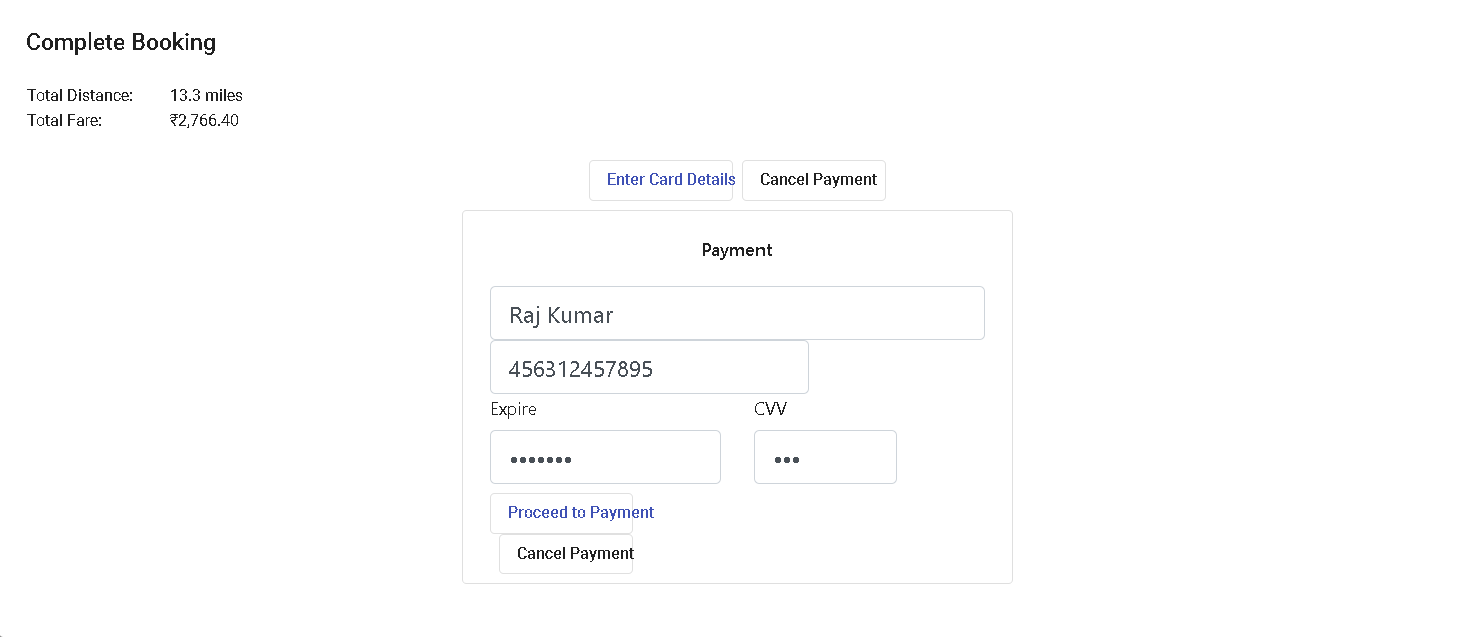 Complete Booking
Total Distance: 13.3 miles
Total Fare: ₹2,766.40
Enter Card Details Cancel Payment
Payment
Raj Kumar
456312457895
Expire CVV
••••••• •••
Proceed to Payment
Cancel Payment